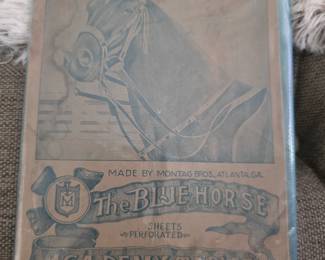 MADE BY MONTAG BROS., ATLANTA, GA.
M
The BLUE HORSE
SHEETS
PERFORATED